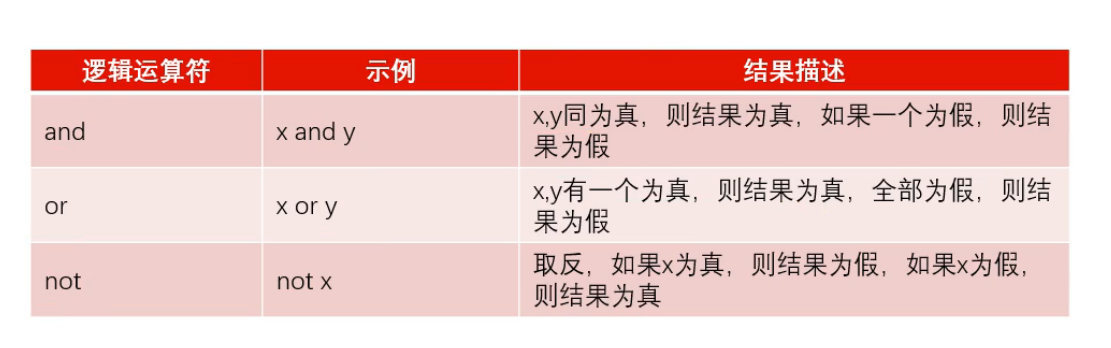 逻辑运算符 示例 结果描述
and x and y x,y同为真，则结果为真，如果一个为假，则结
果为假
or x or y x,y有一个为真，则结果为真，全部为假，则结
果为假
not not x 取反，如果x为真，则结果为假，如果x为假，
则结果为真